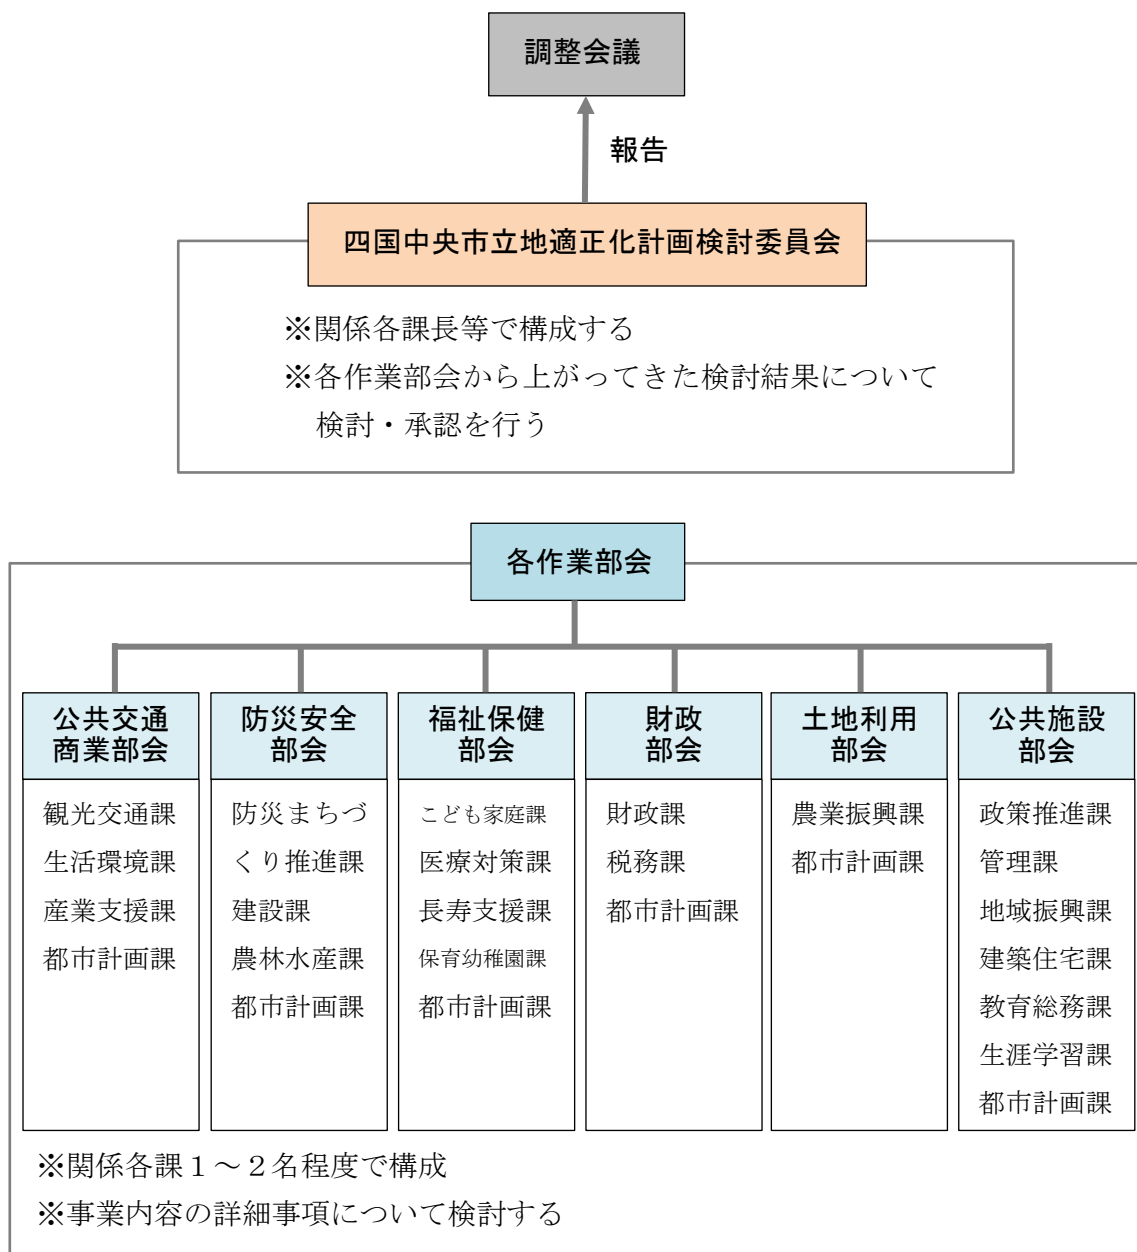 調整会議
報告
四国中央市立地適正化計画検討委員会
※関係各課長等で構成する
※各作業部会から上がってきた検討結果について
検討・承認を行う
各作業部会
公共交通
商業部会
観光交通課
生活環境課
産業支援課
都市計画課
防災安全
部会
防災まちづ
くり推進課
建設課
農林水産課
都市計画課
福祉保健
部会
こども家庭課
医療対策課
長寿支援課
保育幼稚園課
都市計画課
財政
部会
財政課
税務課
都市計画課
土地利用
部会
農業振興課
都市計画課
公共施設
部会
政策推進課
管理課
地域振興課
建築住宅課
教育総務課
生涯学習課
都市計画課
※関係各課１～２名程度で構成
※事業内容の詳細事項について検討する